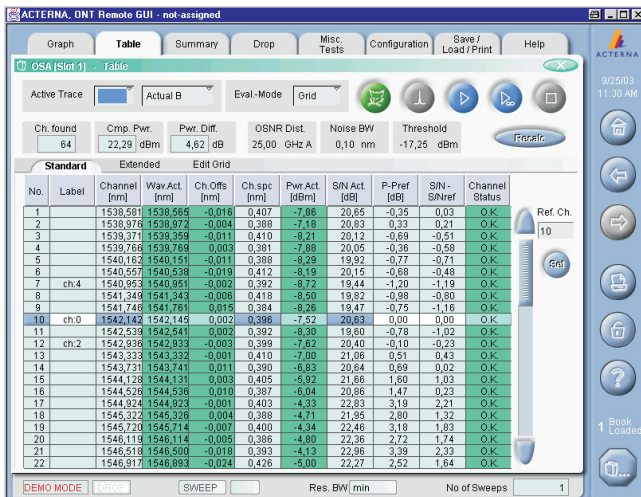 ACTERNA, ONT Remote GUI - not-assigned
Graph Table Summary Drop Misc. Tests Configuration Save / Load / Print Help
ACTERNA
OSA [Slot 1] - Table
9/25/03
11:30 AM
Active Trace Actual B Eval.-Mode Grid
Ch. found Cmp. Pwr. Pwr. Diff. OSNR Dist. Noise BW Threshold
64 22,29 dBm 4,62 dB 25,00 GHz A 0,10 nm -17,25 dBm Recalc
Standard Extended Edit Grid
No. Label Channel [nm] Wav.Act. [nm] Ch.Offs [nm] Ch.spc [nm] Pwr.Act. [dBm] S/N Act. [dB] P-Pref [dB] S/N - S/Nref Channel Status
1 1538,581 1538,565 -0,016 0,407 -7,86 20,65 -0,35 0,03 O.K.
2 1538,976 1538,972 -0,004 0,388 -7,18 20,83 0,33 0,21 O.K.
3 1539,371 1539,359 -0,011 0,410 -8,21 20,12 -0,69 -0,51 O.K.
4 1539,766 1539,769 0,003 0,381 -7,88 20,05 -0,36 -0,58 O.K.
5 1540,162 1540,151 -0,011 0,388 -8,29 19,92 -0,77 -0,71 O.K.
6 1540,557 1540,538 -0,019 0,412 -8,19 20,15 -0,68 -0,48 O.K.
7 ch:4 1540,953 1540,951 -0,002 0,392 -8,72 19,44 -1,20 -1,19 O.K.
8 1541,349 1541,343 -0,006 0,418 -8,50 19,82 -0,98 -0,80 O.K.
9 1541,746 1541,761 0,015 0,384 -8,26 19,47 -0,75 -1,16 O.K.
10 ch:0 1542,142 1542,145 0,002 0,396 -7,52 20,63 0,00 0,00 O.K.
11 1542,539 1542,541 0,002 0,392 -8,30 19,60 -0,78 -1,02 O.K.
12 ch:2 1542,936 1542,933 -0,003 0,399 -7,62 20,40 -0,10 -0,23 O.K.
13 1543,333 1543,332 -0,001 0,410 -7,00 21,06 0,51 0,43 O.K.
14 1543,731 1543,741 0,011 0,390 -6,83 20,64 0,69 0,02 O.K.
15 1544,128 1544,131 0,003 0,405 -5,92 21,66 1,60 1,03 O.K.
16 1544,526 1544,536 0,010 0,387 -6,04 20,86 1,47 0,23 O.K.
17 1544,924 1544,923 -0,001 0,403 -4,33 22,83 3,19 2,21 O.K.
18 1545,322 1545,326 0,004 0,388 -4,71 21,95 2,80 1,32 O.K.
19 1545,720 1545,714 -0,007 0,400 -4,34 22,46 3,18 1,83 O.K.
20 1546,119 1546,114 -0,005 0,386 -4,80 22,36 2,72 1,74 O.K.
21 1546,518 1546,500 -0,018 0,393 -4,13 22,96 3,39 2,33 O.K.
22 1546,917 1546,893 -0,024 0,426 -5,00 22,27 2,52 1,64 O.K.
Ref. Ch.
10
Set
1 Book Loaded
DEMO MODE DROP SWEEP Res. BW min No of Sweeps 1